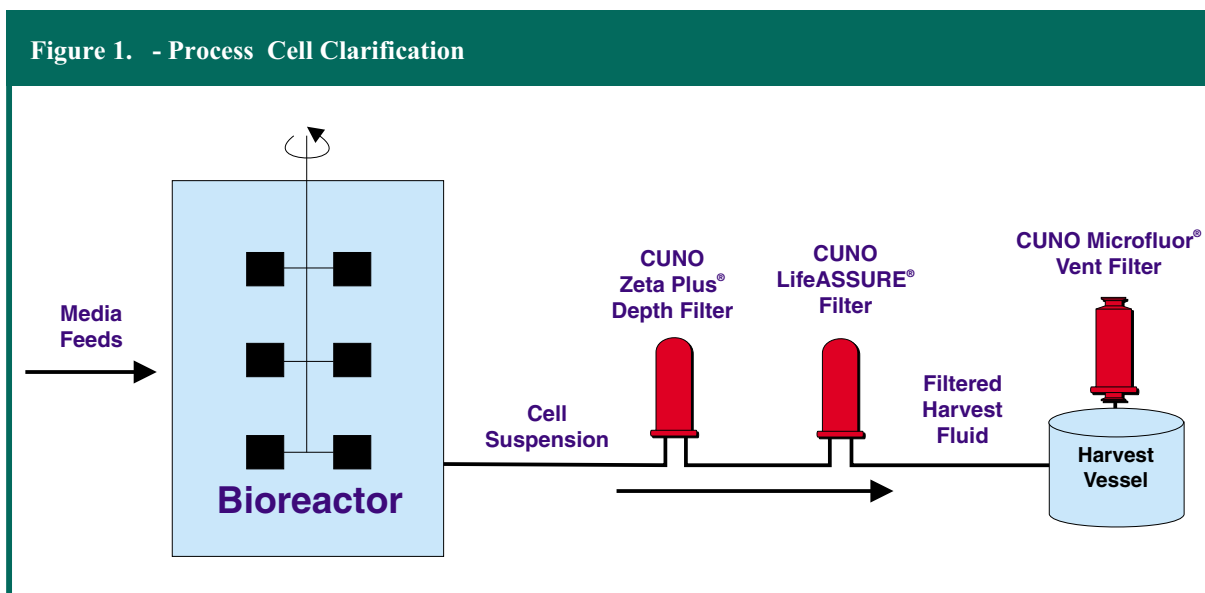 Figure 1. - Process Cell Clarification
Media
Feeds
Bioreactor
Cell
Suspension
CUNO
Zeta Plus®
Depth Filter
CUNO
LifeASSURE®
Filter
Filtered
Harvest
Fluid
CUNO Microfluor®
Vent Filter
Harvest
Vessel